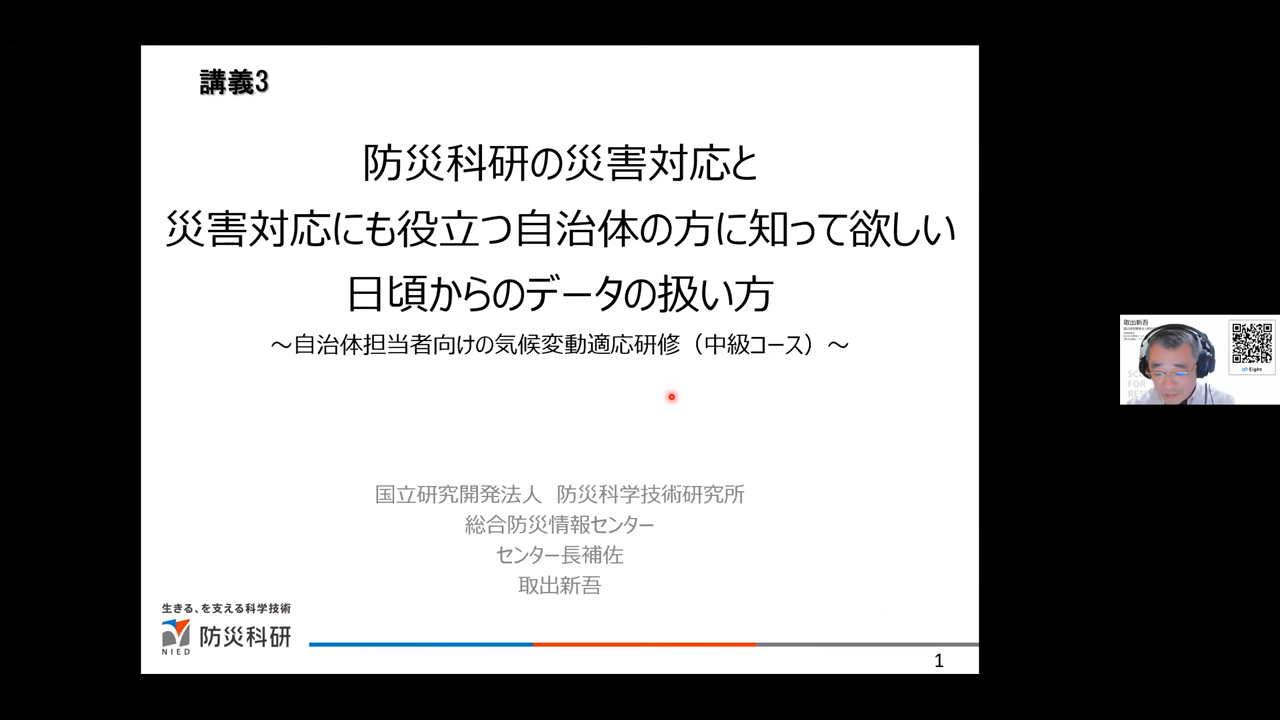 講義3
防災科研の災害対応と
災害対応にも役立つ自治体の方に知って欲しい
日頃からのデータの扱い方
～自治体担当者向けの気候変動適応研修（中級コース）～
国立研究開発法人　防災科学技術研究所
総合防災情報センター
センター長補佐
取出新吾
生きる、を支える科学技術
防災科研
NIED
1
取出新吾
Eight